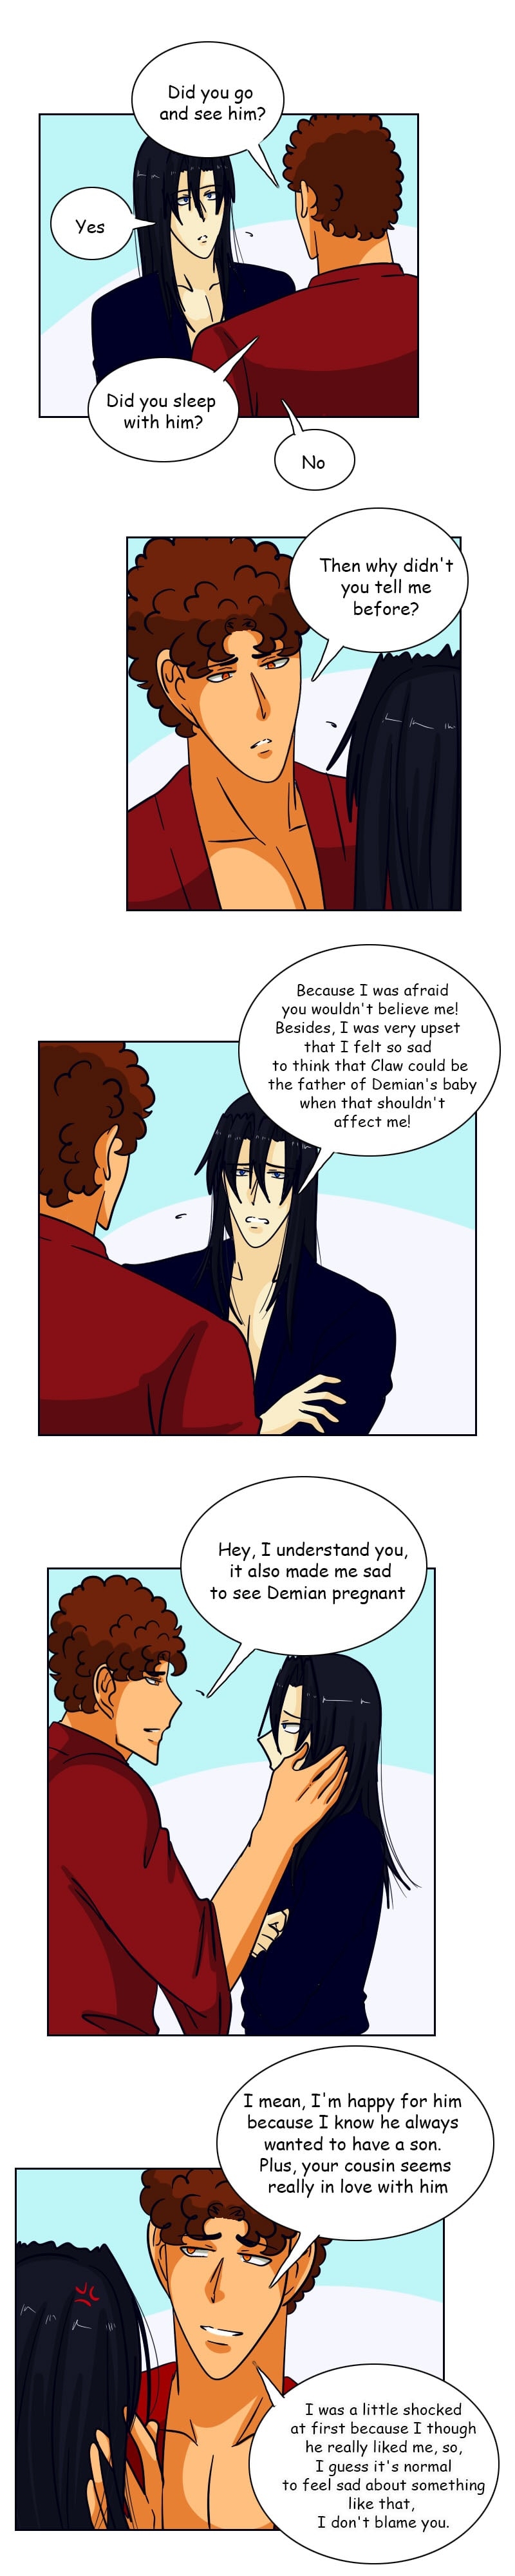 Did you go
and see him?
Yes
Did you sleep
with him?
No
Then why didn't
you tell me
before?
Because I was afraid
you wouldn't believe me!
Besides, I was very upset
that I felt so sad
to think that Claw could be
the father of Demian's baby
when that shouldn't
affect me!
Hey, I understand you,
it also made me sad
to see Demian pregnant
I mean, I'm happy for him
because I know he always
wanted to have a son.
Plus, your cousin seems
really in love with him
I was a little shocked
at first because I though
he really liked me, so,
I guess it's normal
to feel sad about something
like that,
I don't blame you.